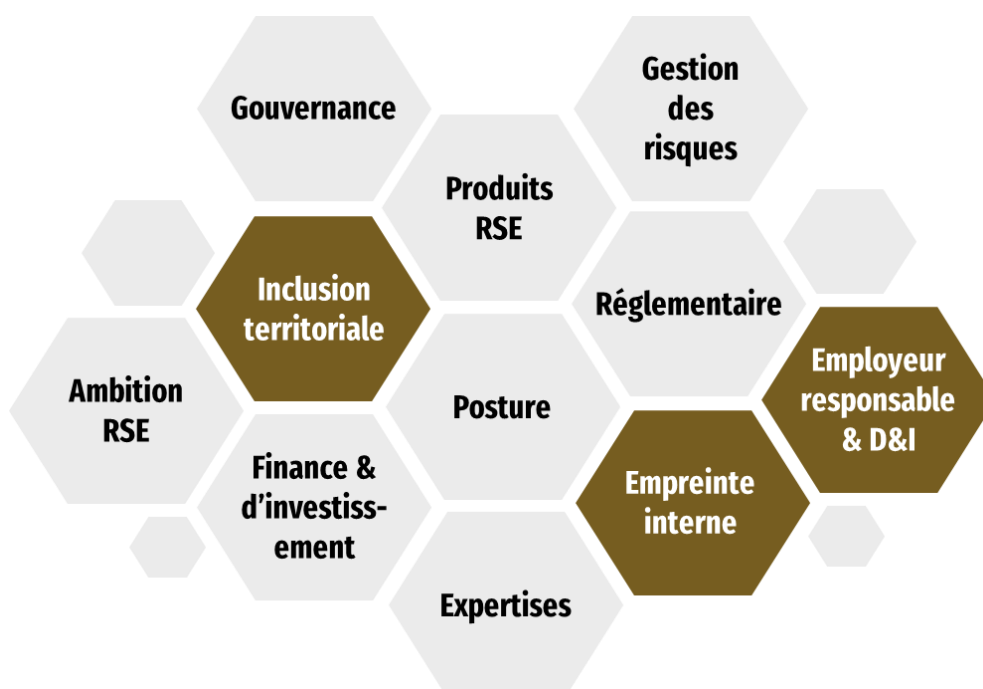 Gouvernance
Gestion
des
risques
Produits
RSE
Inclusion
territoriale
Réglementaire
Employeur
responsable
& D&I
Ambition
RSE
Posture
Finance &
d’investiss-
ement
Empreinte
interne
Expertises